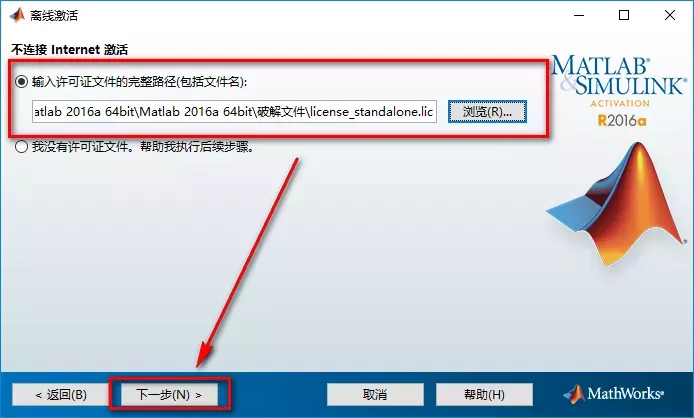 离线激活
不连接 Internet 激活
输入许可证文件的完整路径(包括文件名):
atlab 2016a 64bit\Matlab 2016a 64bit\破解文件\license_standalone.lic
浏览(R)...
我没有许可证文件。帮助我执行后续步骤。
MATLAB
&SIMULINK®
ACTIVATION
R2016a
< 返回(B)
下一步(N) >
取消
帮助(H)
MathWorks®